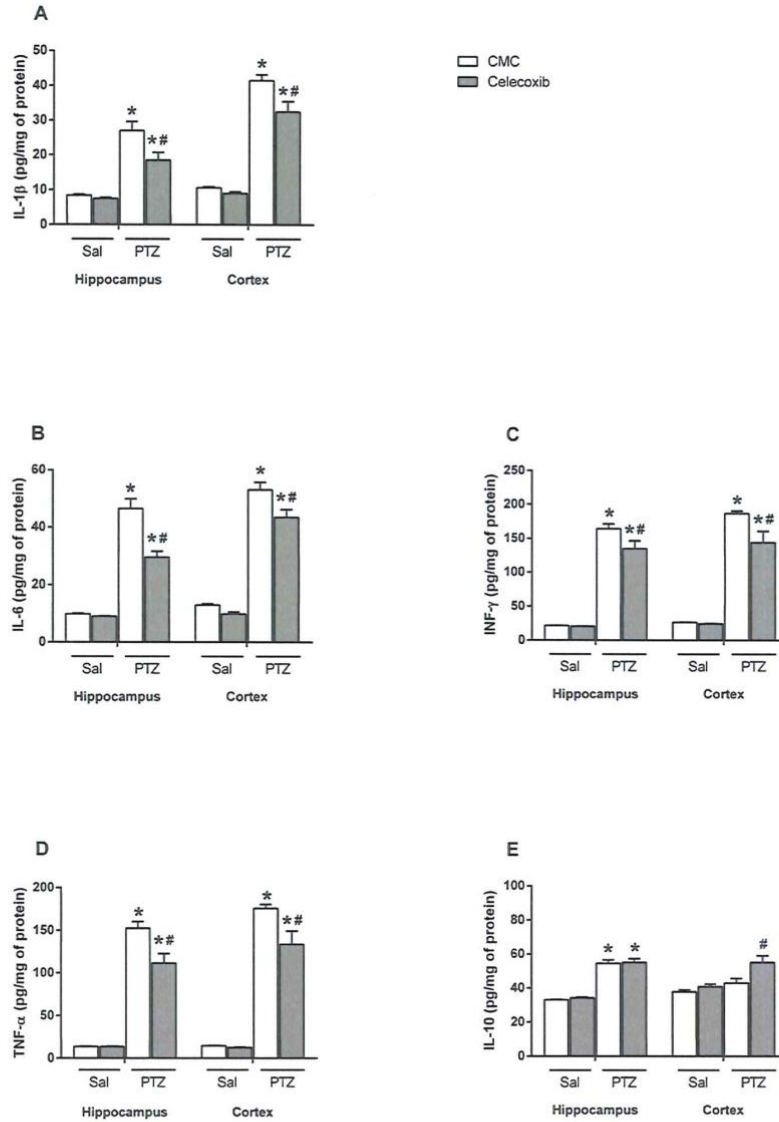 A
CMC
Celecoxib
IL-1β (pg/mg of protein)
50
40
30
20
10
0
*
*#
*
*#
Sal PTZ Sal PTZ
Hippocampus Cortex
B
IL-6 (pg/mg of protein)
60
40
20
0
*
*#
*
*#
Sal PTZ Sal PTZ
Hippocampus Cortex
C
INF-γ (pg/mg of protein)
250
200
150
100
50
0
*
*#
*
*#
Sal PTZ Sal PTZ
Hippocampus Cortex
D
TNF-α (pg/mg of protein)
200
150
100
50
0
*
*#
*
*#
Sal PTZ Sal PTZ
Hippocampus Cortex
E
IL-10 (pg/mg of protein)
100
80
60
40
20
0
* *
#
Sal PTZ Sal PTZ
Hippocampus Cortex